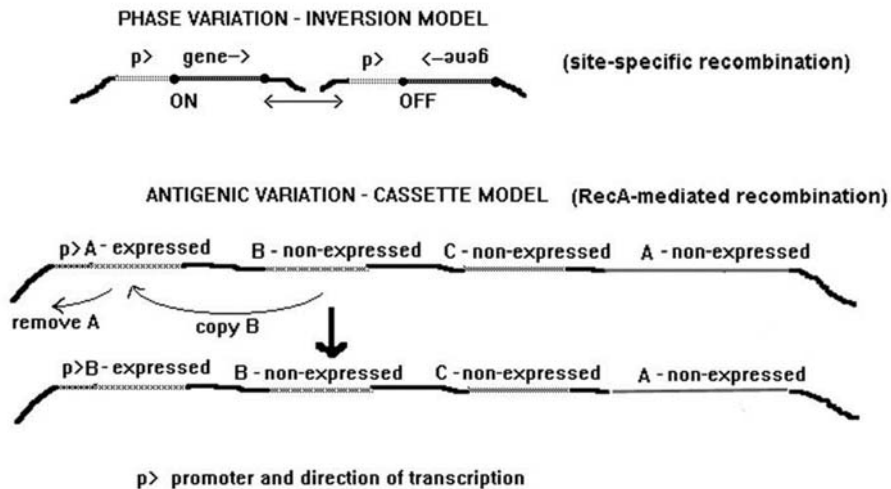 PHASE VARIATION - INVERSION MODEL
p> gene-> p> gene->
(site-specific recombination)
ON OFF
ANTIGENIC VARIATION - CASSETTE MODEL (RecA-mediated recombination)
p>A- expressed B - non-expressed C - non-expressed A - non-expressed
remove A copy B
p>B- expressed B - non-expressed C - non-expressed A - non-expressed
p> promoter and direction of transcription